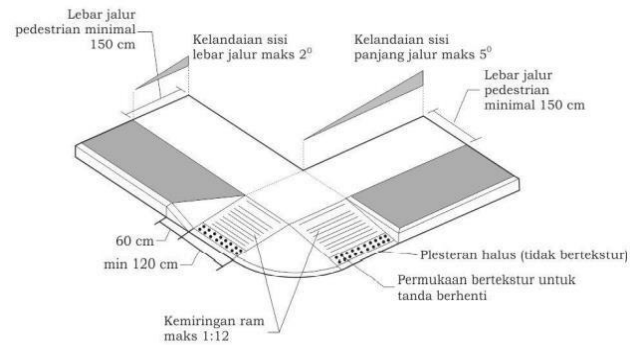 Lebar jalur
pedestrian minimal
150 cm
Kelandaian sisi
lebar jalur maks 2⁰
Kelandaian sisi
panjang jalur maks 5⁰
Lebar jalur
pedestrian
minimal 150 cm
60 cm
min 120 cm
Plesteran halus (tidak bertekstur)
Permukaan bertekstur untuk
tanda berhenti
Kemiringan ram
maks 1:12